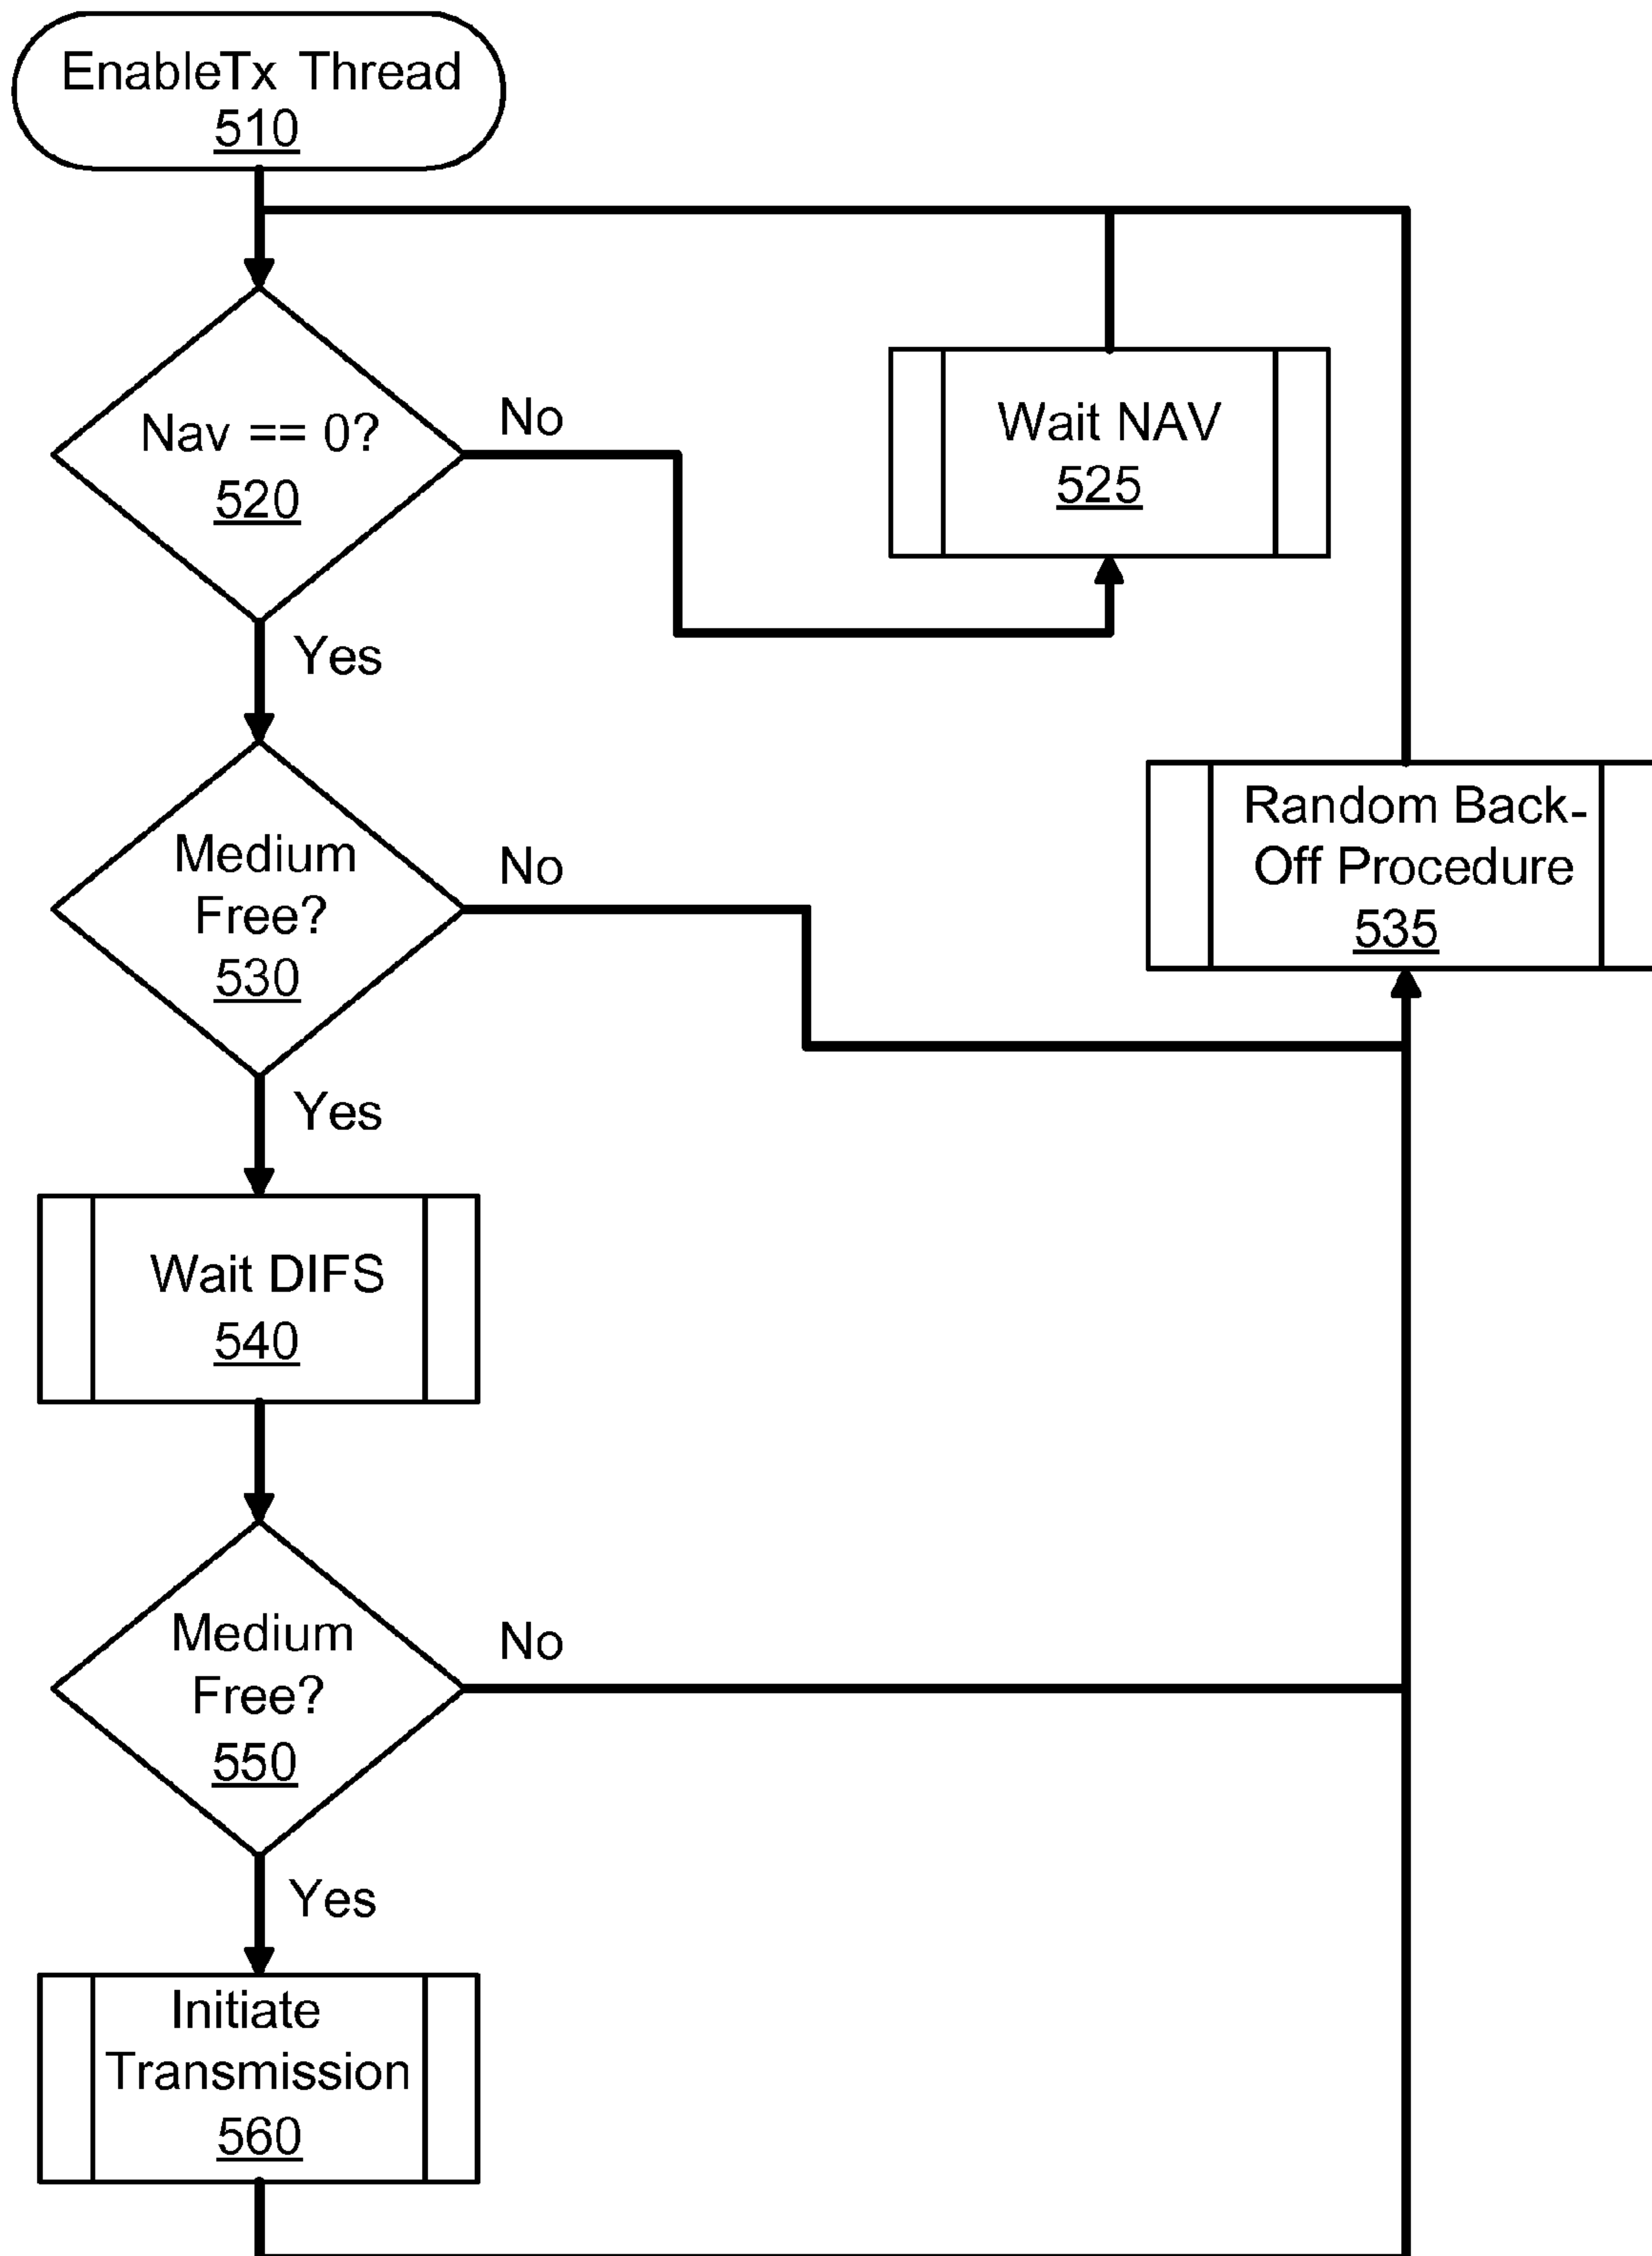 EnableTx Thread
510
Nav == 0?
520
No
Wait NAV
525
Yes
Medium
Free?
530
No
Random Back-
Off Procedure
535
Yes
Wait DIFS
540
Medium
Free?
550
No
Yes
Initiate
Transmission
560